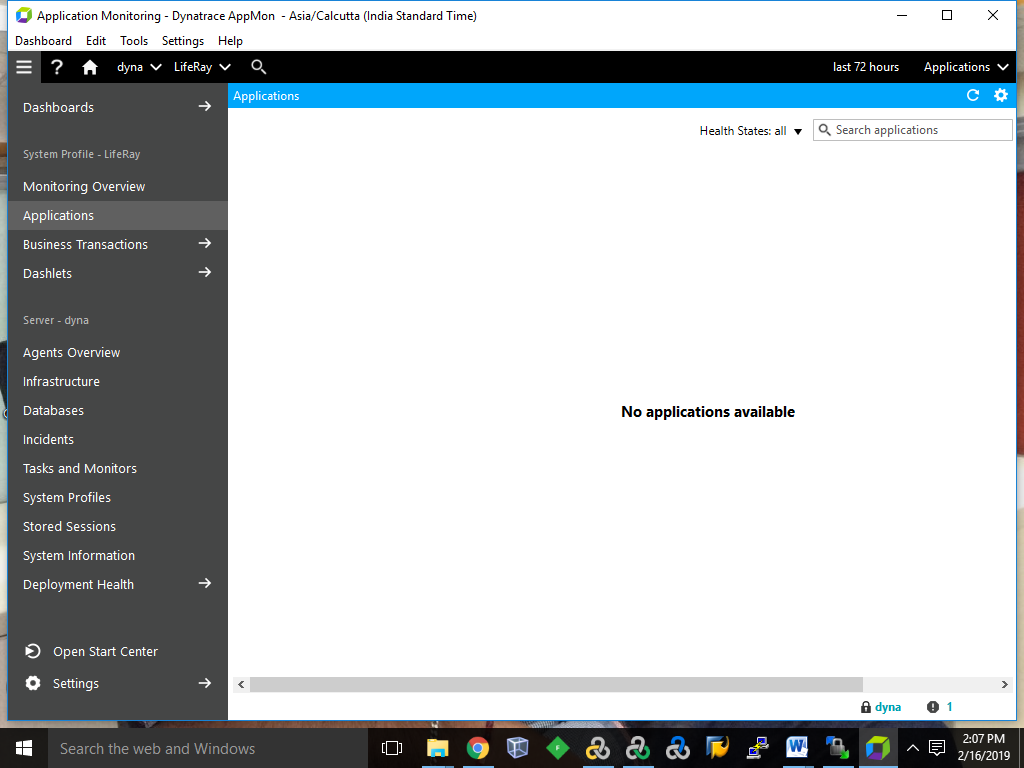 Application Monitoring - Dynatrace AppMon - Asia/Calcutta (India Standard Time)
Dashboard Edit Tools Settings Help
? dyna LifeRay last 72 hours Applications
Applications
Health States: all Search applications
Dashboards
System Profile - LifeRay
Monitoring Overview
Applications
Business Transactions
Dashlets
Server - dyna
Agents Overview
Infrastructure
Databases
Incidents
Tasks and Monitors
System Profiles
Stored Sessions
System Information
Deployment Health
Open Start Center
Settings
No applications available
dyna 1
Search the web and Windows
2:07 PM
2/16/2019